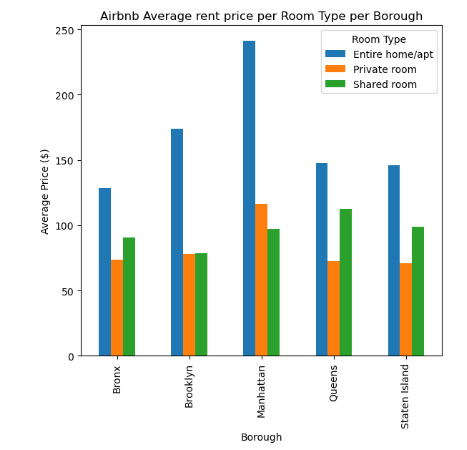 Airbnb Average rent price per Room Type per Borough
Room Type
Entire home/apt
Private room
Shared room
Average Price ($)
250
200
150
100
50
0
Bronx
Brooklyn
Manhattan
Queens
Staten Island
Borough